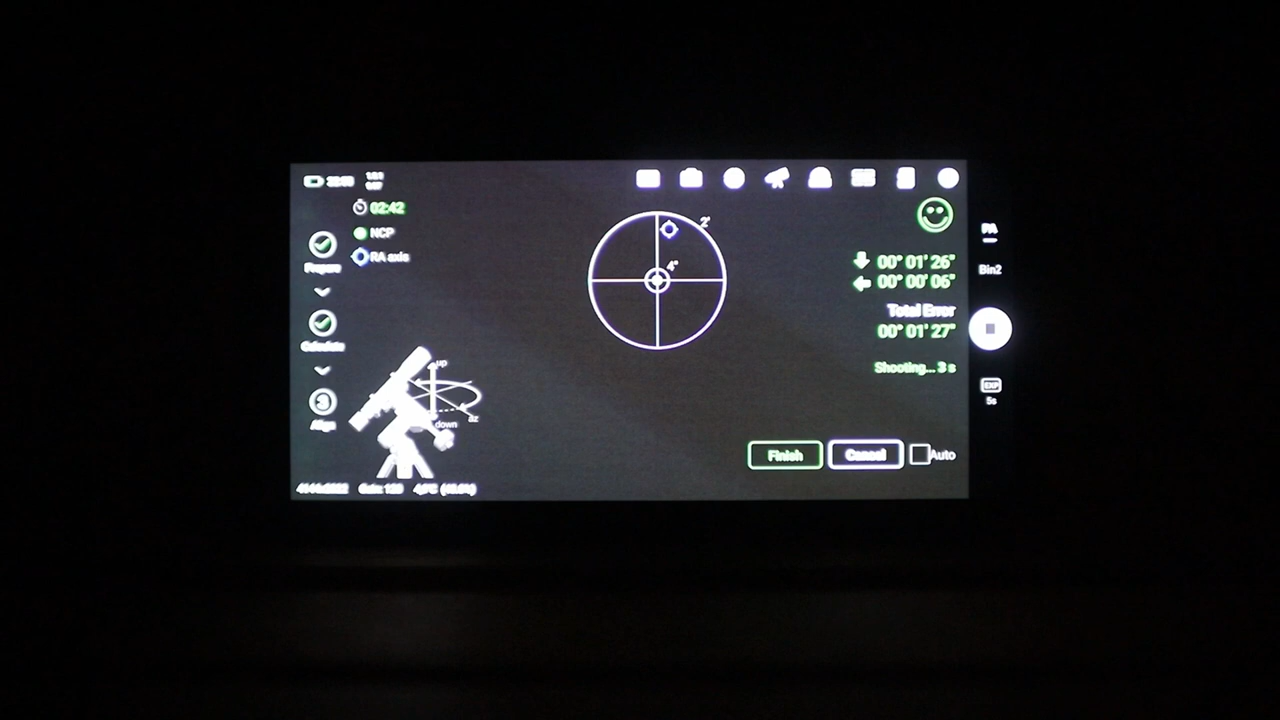 02:42
NCP
RA axis
Prepare
Calculate
Align
up
az
down
2'
4"
00° 01' 26"
00° 00' 06"
Total Error
00° 01' 27"
Shooting... 3 s
Finish
Cancel
Auto
PA
Bin2
EXP
5s